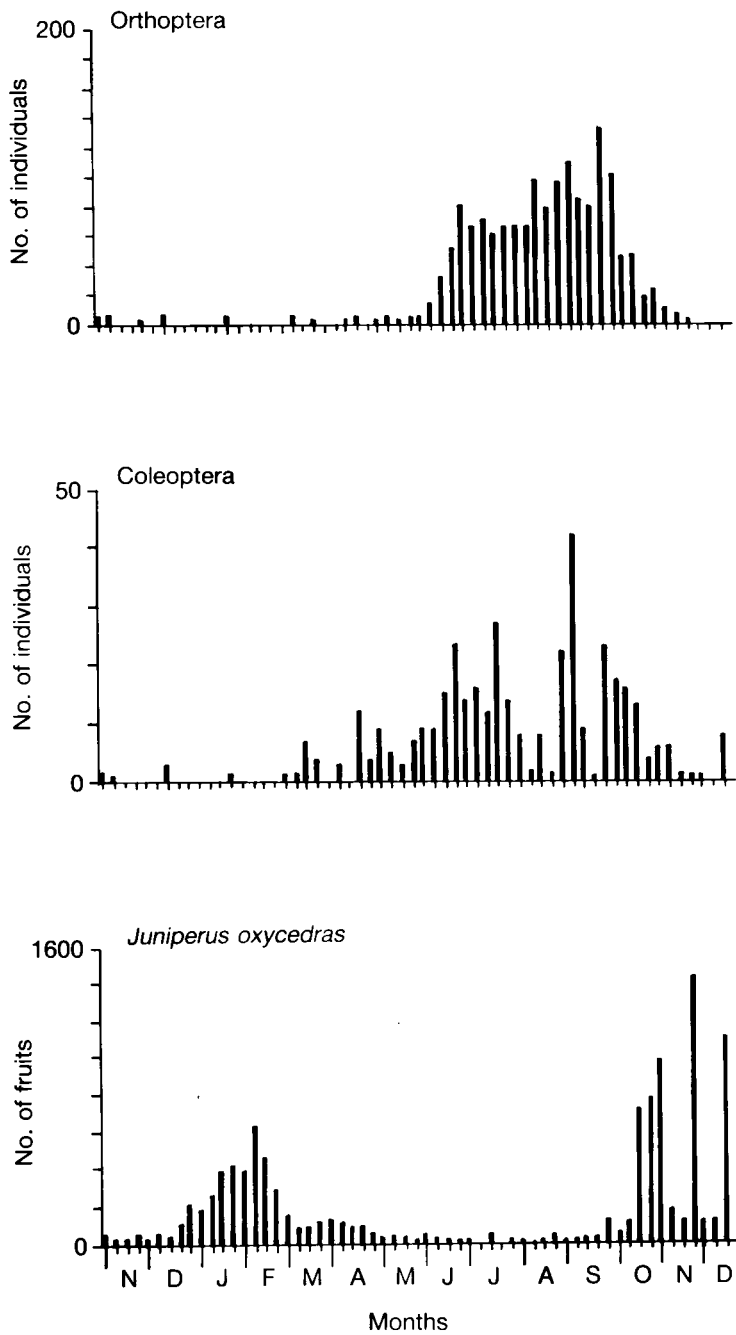 Orthoptera
200
No. of individuals
0
Coleoptera
50
No. of individuals
0
Juniperus oxycedras
1600
No. of fruits
0
N D J F M A M J J A S O N D
Months